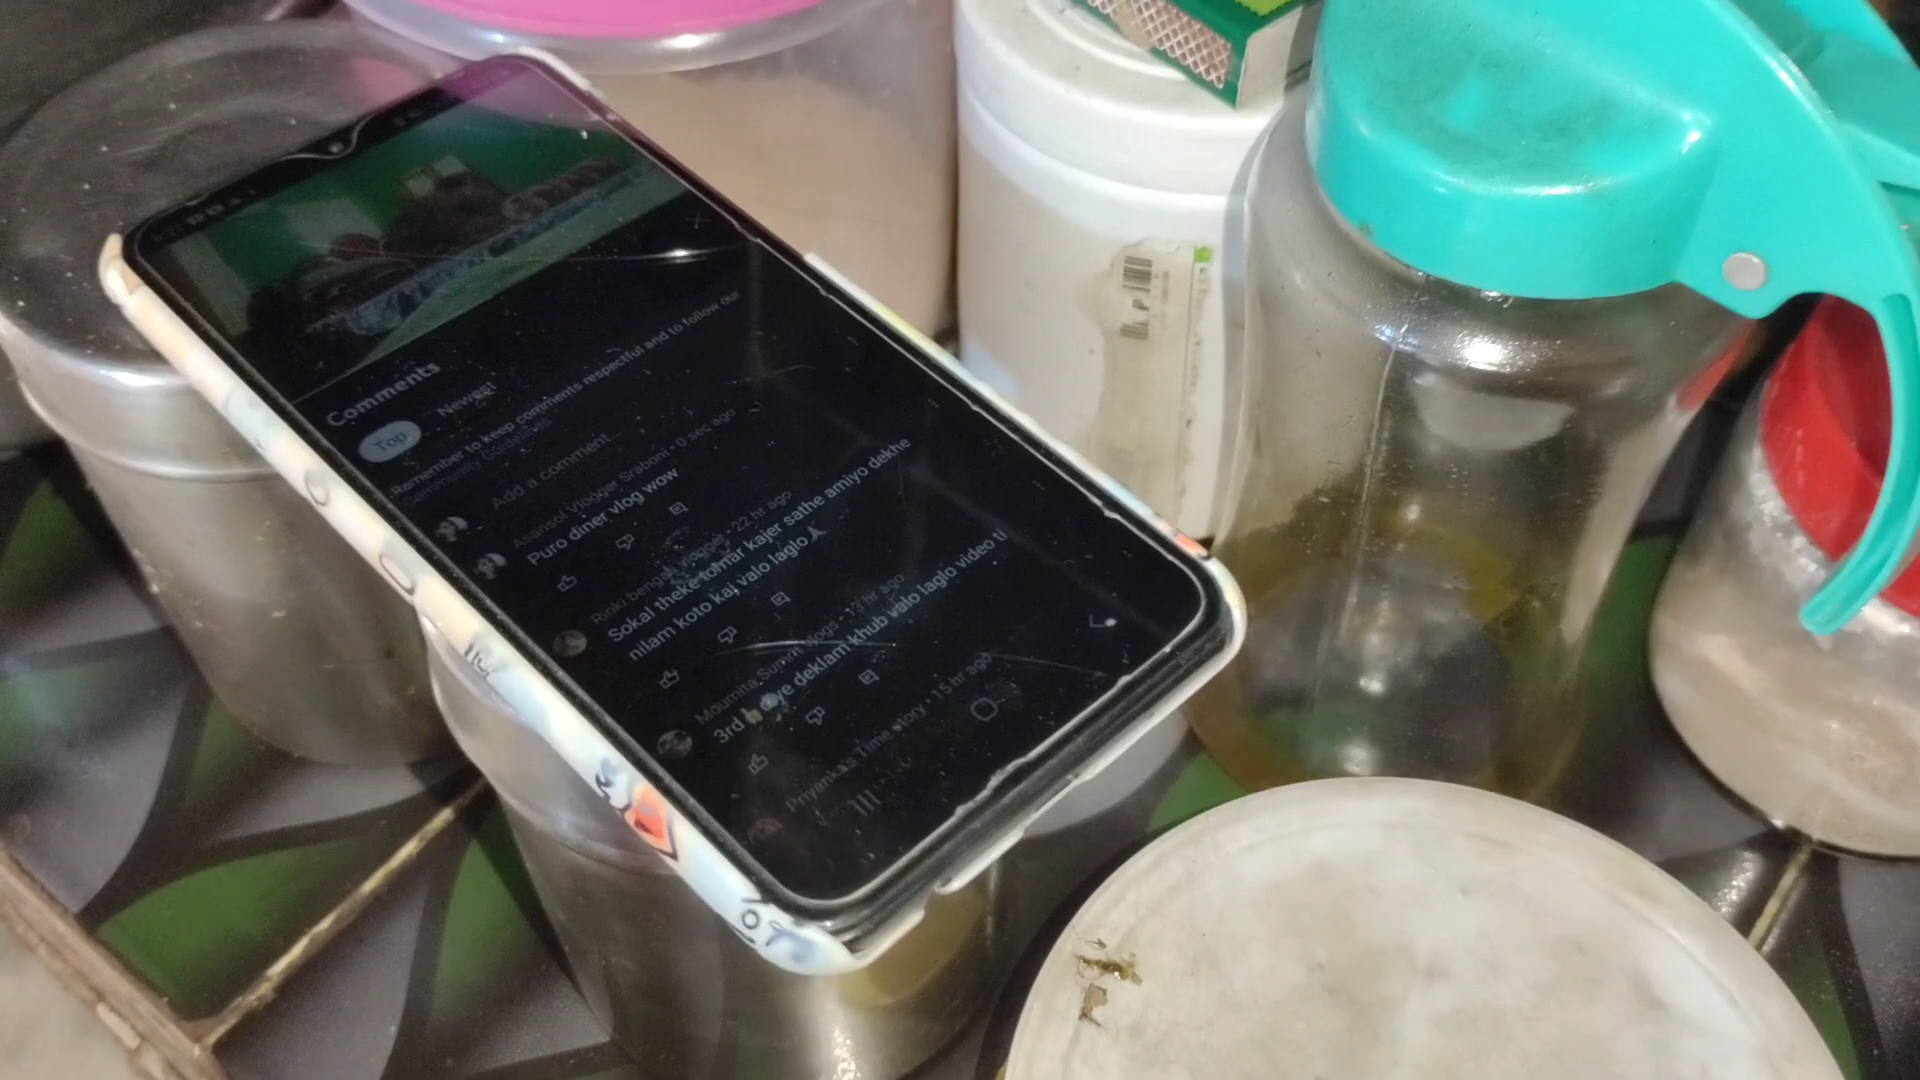 Comments
Top
Newest
Remember to keep comments respectful and to follow our
Community Guidelines
Add a comment...
Asansol Vlogger Sraboni • 0 sec ago
Puro diner vlog wow
Rinki bengali vlogger • 22 hr ago
Sokal theke tomar kajer sathe amiyo dekhe
nilam koto kaj valo laglo
Moumita Sumit vlogs • 13 hr ago
3rd deklam khub valo laglo video ti
Priyanka's Time story • 15 hr ago